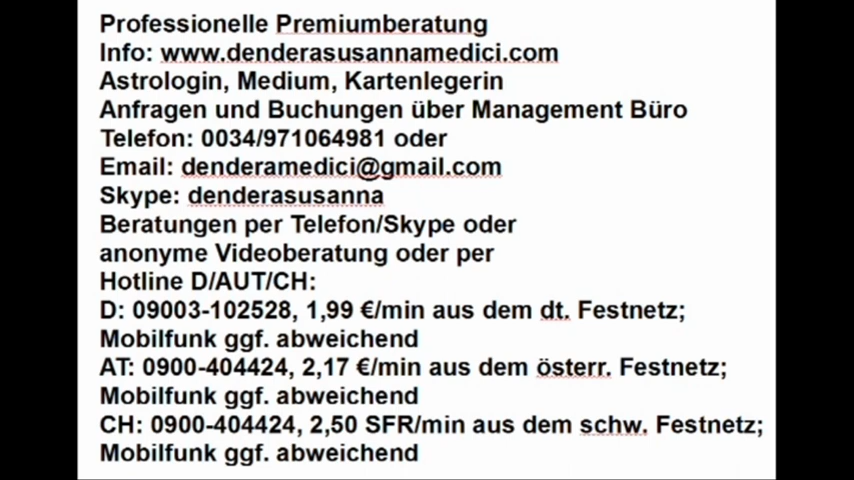 Professionelle Premiumberatung
Info: www.denderasusannamedici.com
Astrologin, Medium, Kartenlegerin
Anfragen und Buchungen über Management Büro
Telefon: 0034/971064981 oder
Email: denderamedici@gmail.com
Skype: denderasusanna
Beratungen per Telefon/Skype oder
anonyme Videoberatung oder per
Hotline D/AUT/CH:
D: 09003-102528, 1,99 €/min aus dem dt. Festnetz;
Mobilfunk ggf. abweichend
AT: 0900-404424, 2,17 €/min aus dem österr. Festnetz;
Mobilfunk ggf. abweichend
CH: 0900-404424, 2,50 SFR/min aus dem schw. Festnetz;
Mobilfunk ggf. abweichend